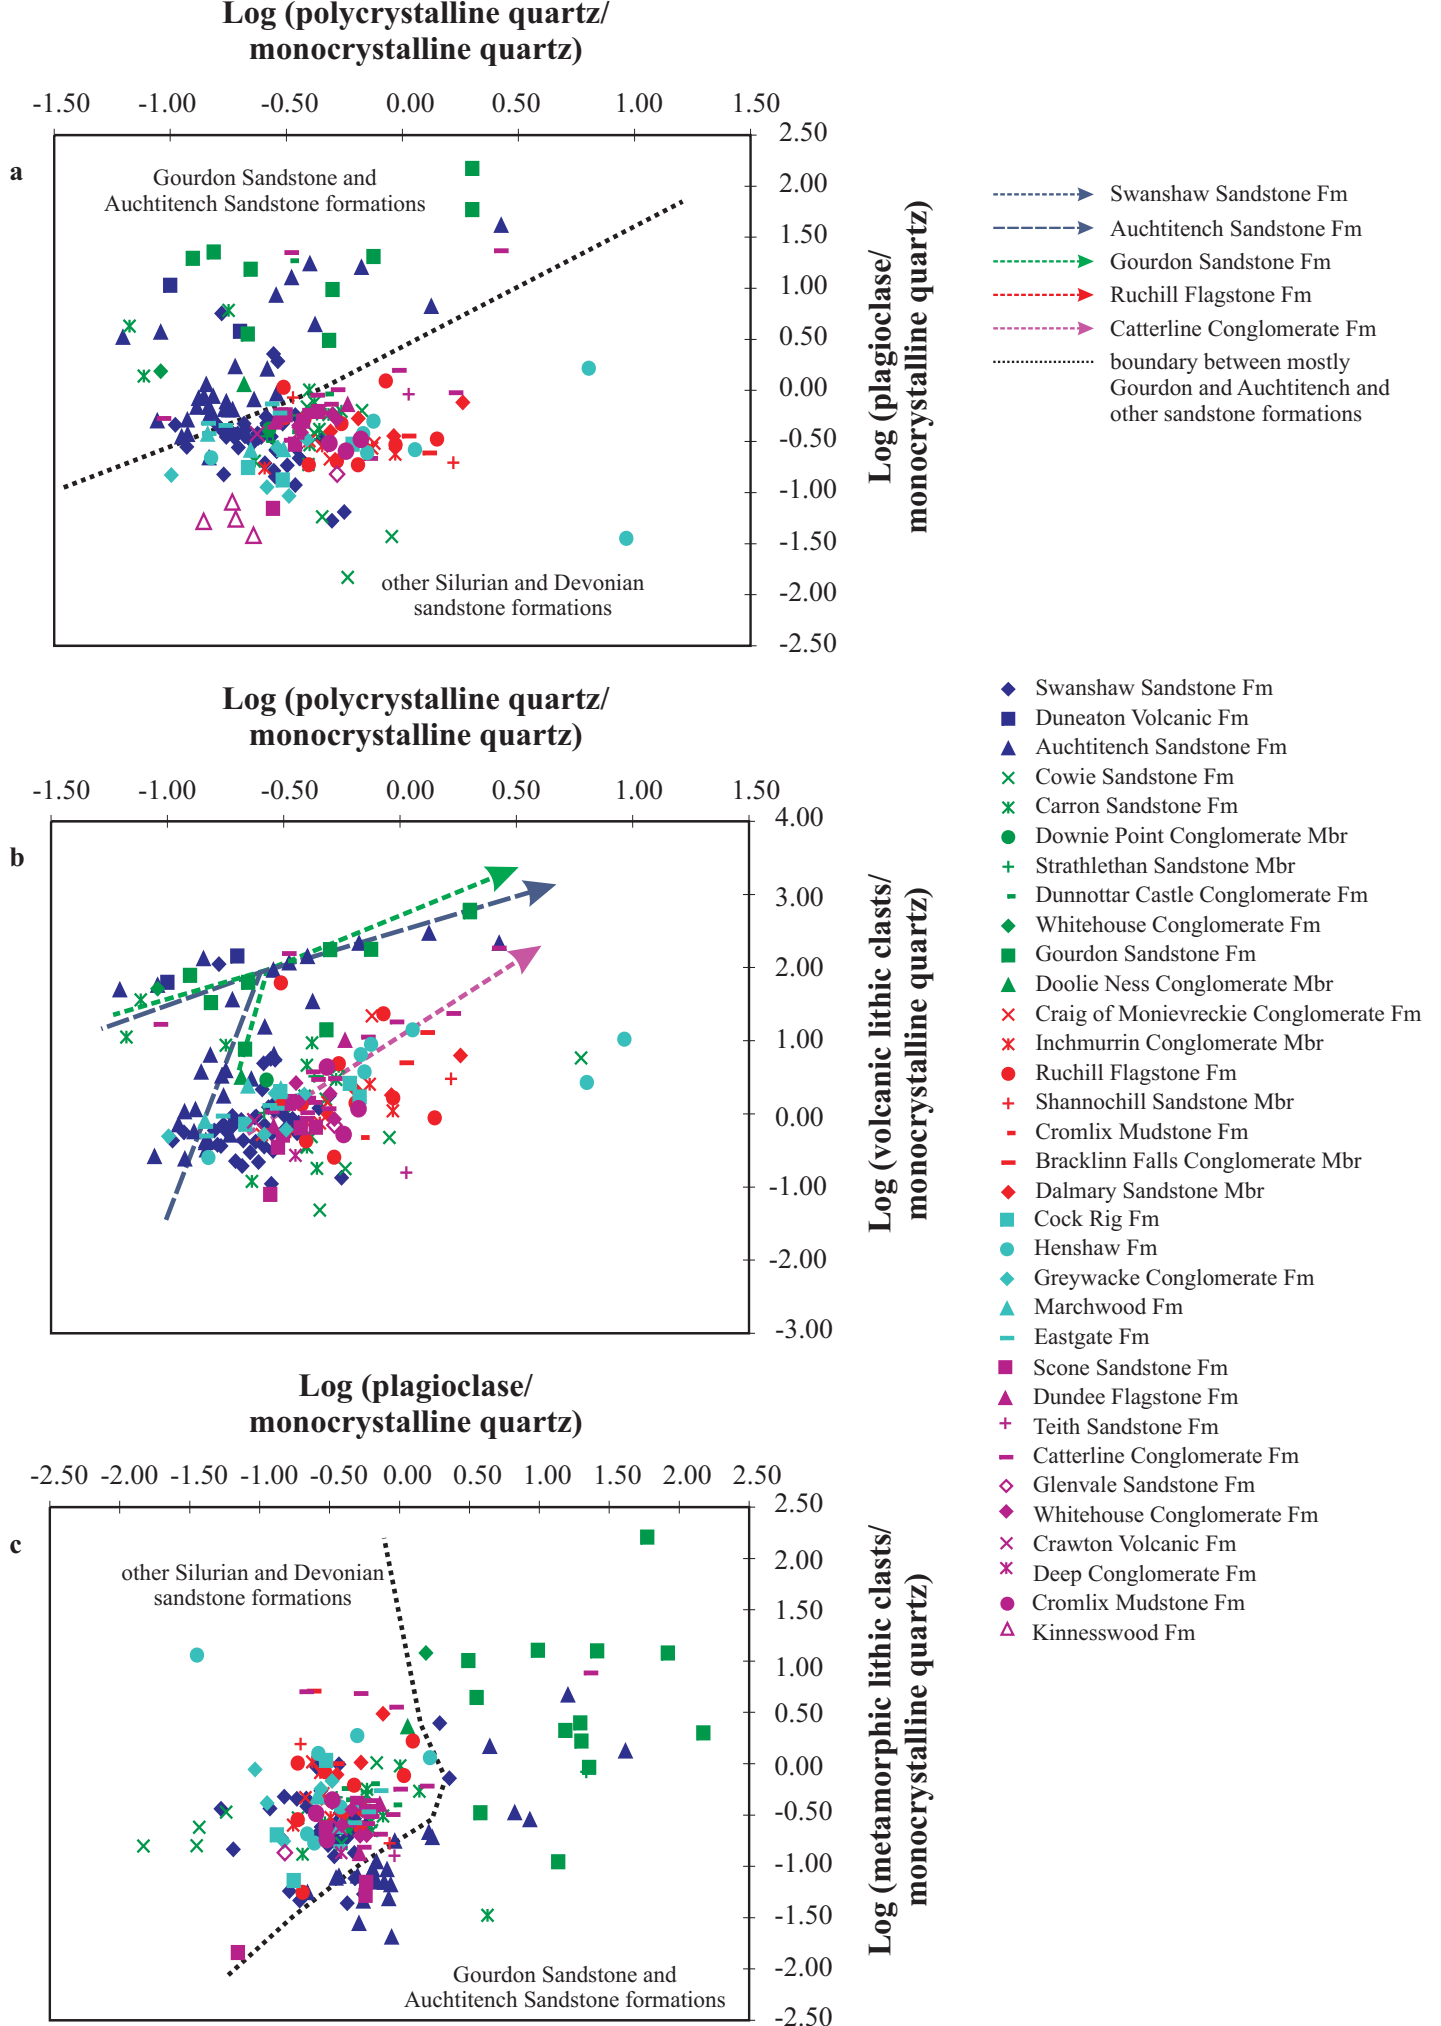 Log (polycrystalline quartz/
monocrystalline quartz)
-1.50 -1.00 -0.50 0.00 0.50 1.00 1.50
a
Gourdon Sandstone and
Auchtitench Sandstone formations
other Silurian and Devonian
sandstone formations
2.50
2.00
1.50
1.00
0.50
0.00
-0.50
-1.00
-1.50
-2.00
-2.50
Log (plagioclase/
monocrystalline quartz)
Swanshaw Sandstone Fm
Auchtitench Sandstone Fm
Gourdon Sandstone Fm
Ruchill Flagstone Fm
Catterline Conglomerate Fm
boundary between mostly
Gourdon and Auchtitench and
other sandstone formations
Log (polycrystalline quartz/
monocrystalline quartz)
-1.50 -1.00 -0.50 0.00 0.50 1.00 1.50
b
4.00
3.00
2.00
1.00
0.00
-1.00
-2.00
-3.00
Log (volcanic lithic clasts/
monocrystalline quartz)
Log (plagioclase/
monocrystalline quartz)
-2.50 -2.00 -1.50 -1.00 -0.50 0.00 0.50 1.00 1.50 2.00 2.50
c
other Silurian and Devonian
sandstone formations
Gourdon Sandstone and
Auchtitench Sandstone formations
2.50
2.00
1.50
1.00
0.50
0.00
-0.50
-1.00
-1.50
-2.00
-2.50
Log (metamorphic lithic clasts/
monocrystalline quartz)
Swanshaw Sandstone Fm
Duneaton Volcanic Fm
Auchtitench Sandstone Fm
Cowie Sandstone Fm
Carron Sandstone Fm
Downie Point Conglomerate Mbr
Strathlethan Sandstone Mbr
Dunnottar Castle Conglomerate Fm
Whitehouse Conglomerate Fm
Gourdon Sandstone Fm
Doolie Ness Conglomerate Mbr
Craig of Monievreckie Conglomerate Fm
Inchmurrin Conglomerate Mbr
Ruchill Flagstone Fm
Shannochill Sandstone Mbr
Cromlix Mudstone Fm
Bracklinn Falls Conglomerate Mbr
Dalmary Sandstone Mbr
Cock Rig Fm
Henshaw Fm
Greywacke Conglomerate Fm
Marchwood Fm
Eastgate Fm
Scone Sandstone Fm
Dundee Flagstone Fm
Teith Sandstone Fm
Catterline Conglomerate Fm
Glenvale Sandstone Fm
Whitehouse Conglomerate Fm
Crawton Volcanic Fm
Deep Conglomerate Fm
Cromlix Mudstone Fm
Kinnesswood Fm